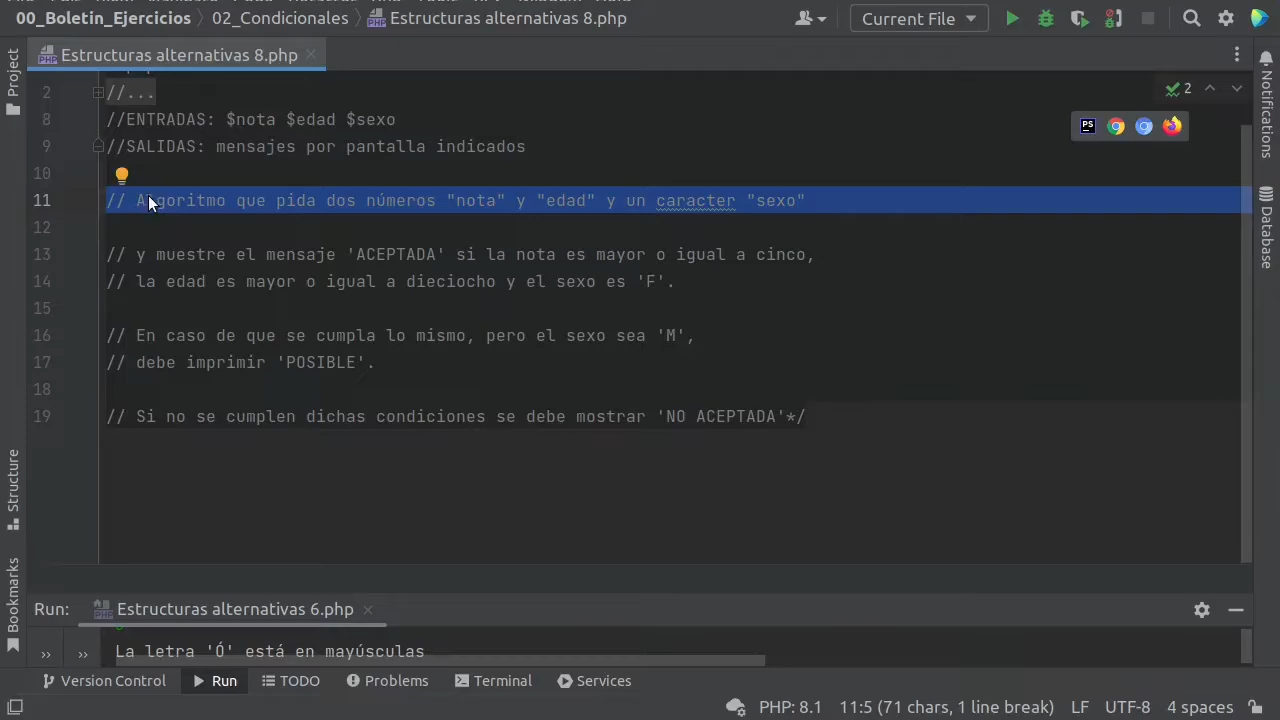 00_Boletin_Ejercicios
02_Condicionales
Estructuras alternativas 8.php
Current File
Estructuras alternativas 8.php
Project
2 //...
2
8 //ENTRADAS: $nota $edad $sexo
9 //SALIDAS: mensajes por pantalla indicados
10
11 // Algoritmo que pida dos números "nota" y "edad" y un caracter "sexo"
12
13 // y muestre el mensaje 'ACEPTADA' si la nota es mayor o igual a cinco,
14 // la edad es mayor o igual a dieciocho y el sexo es 'F'.
15
16 // En caso de que se cumpla lo mismo, pero el sexo sea 'M',
17 // debe imprimir 'POSIBLE'.
18
19 // Si no se cumplen dichas condiciones se debe mostrar 'NO ACEPTADA'*/
Notifications
Database
Structure
Bookmarks
Run: Estructuras alternativas 6.php
La letra 'Ó' está en mayúsculas
Version Control Run TODO Problems Terminal Services
PHP: 8.1 11:5 (71 chars, 1 line break) LF UTF-8 4 spaces